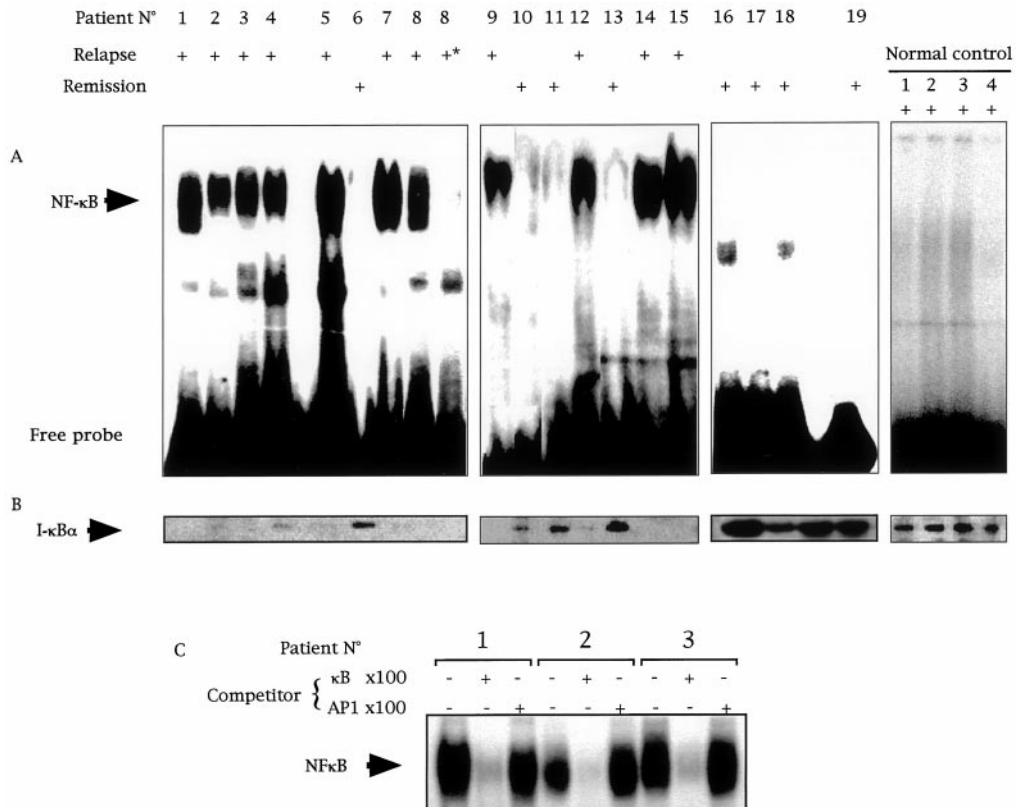 Patient N° 1 2 3 4 5 6 7 8 8 9 10 11 12 13 14 15 16 17 18 19
Relapse + + + + + + + +* + + + +
Remission + + + + + + + +
Normal control
1 2 3 4
+ + + +
A
NF-κB
Free probe
B
I-κBα
C Patient N° 1 2 3
Competitor { κB x100 - + - - + - - + -
AP1 x100 - - + - - + - - +
NFκB